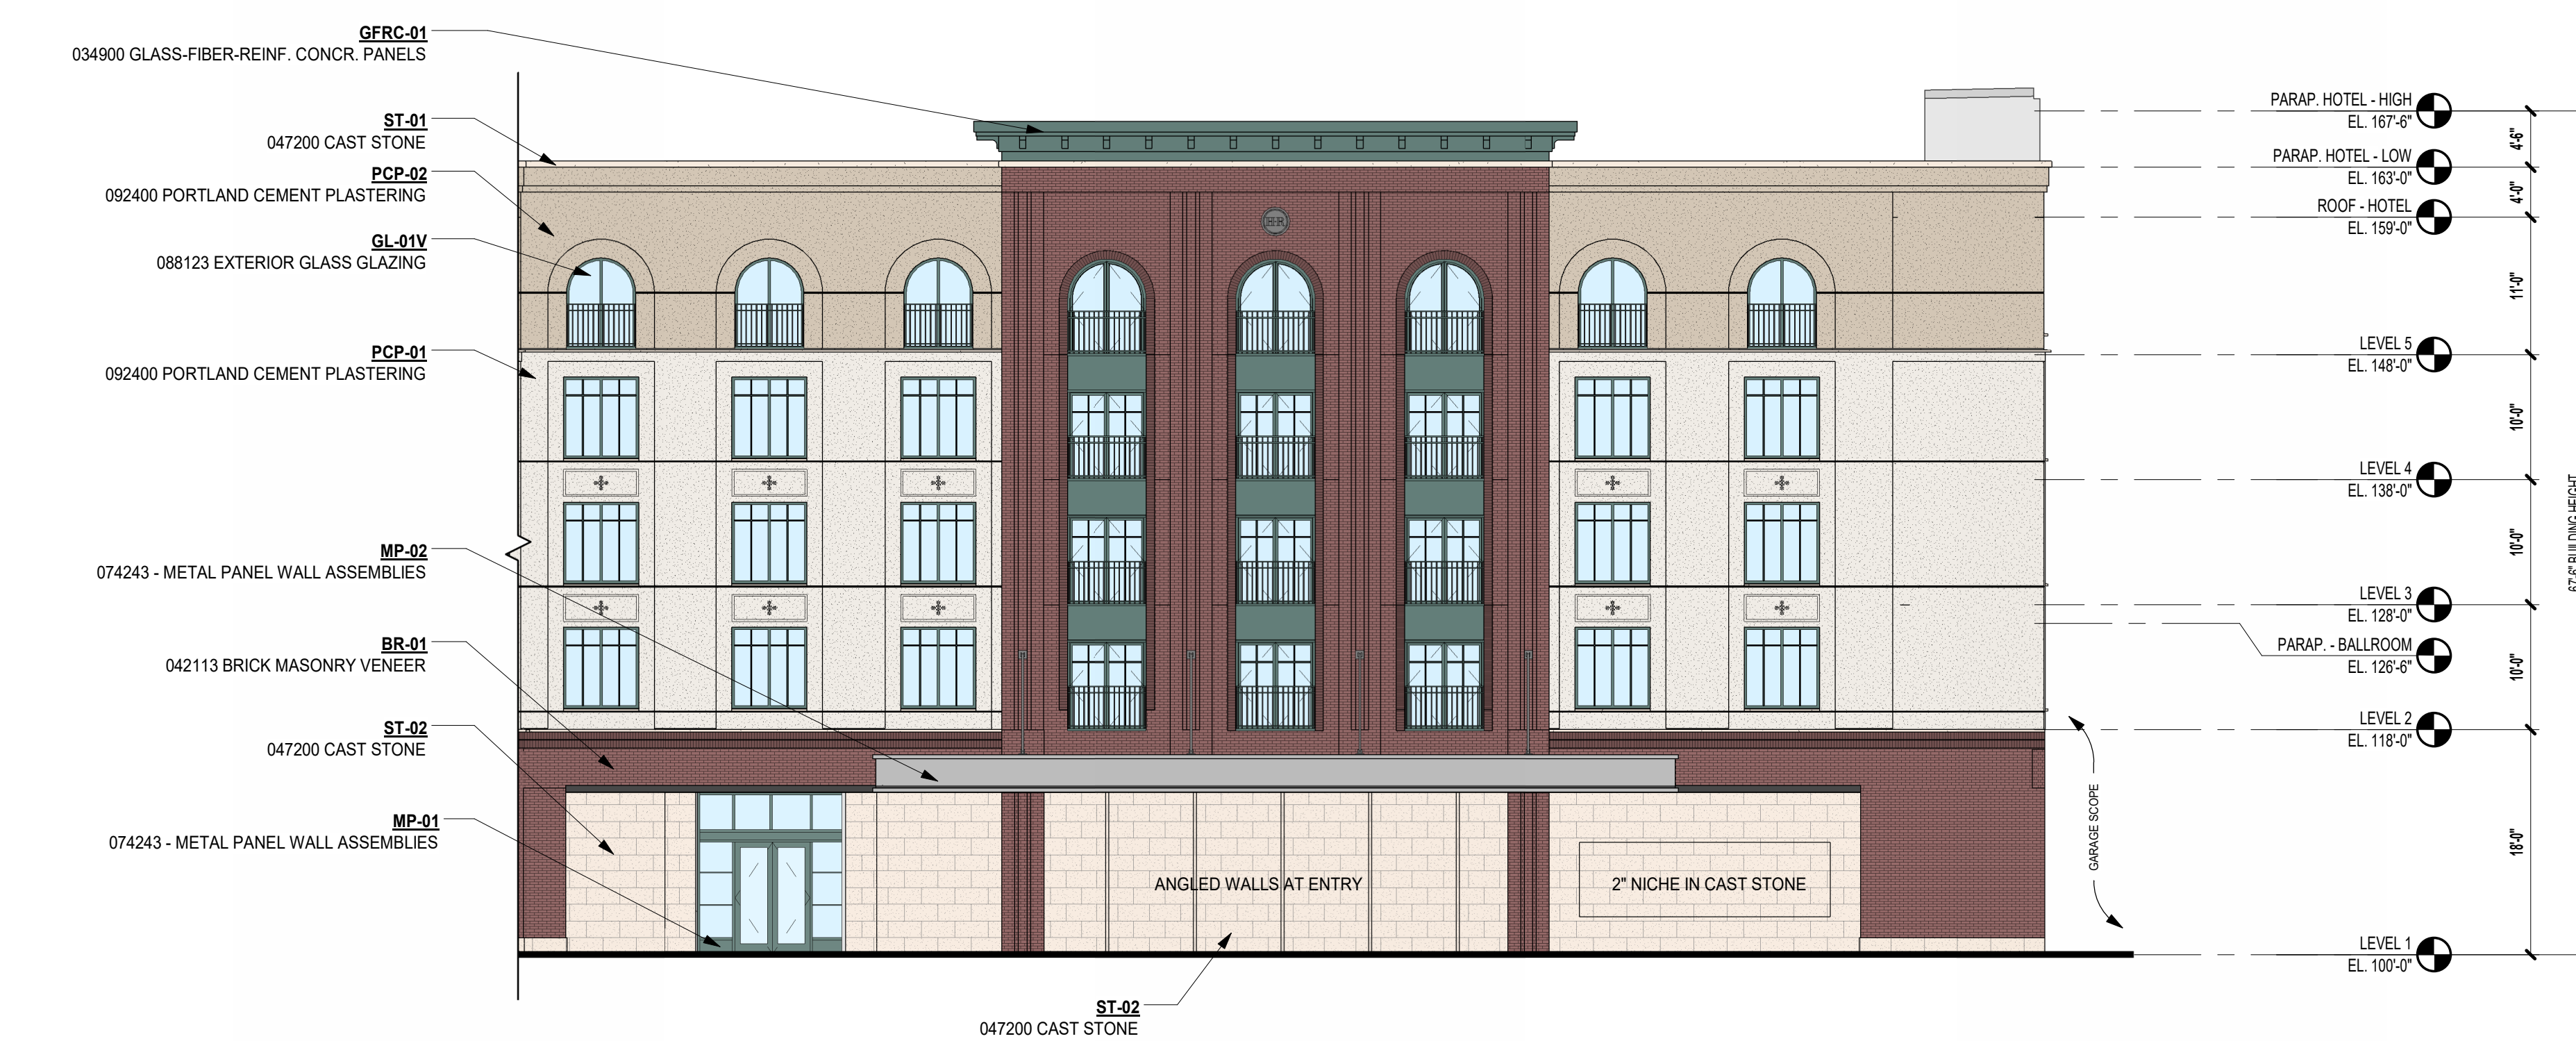 GFRC-01
034900 GLASS-FIBER-REINF. CONCR. PANELS
ST-01
047200 CAST STONE
PCP-02
092400 PORTLAND CEMENT PLASTERING
GL-01V
088123 EXTERIOR GLASS GLAZING
PCP-01
092400 PORTLAND CEMENT PLASTERING
MP-02
074243 - METAL PANEL WALL ASSEMBLIES
BR-01
042113 BRICK MASONRY VENEER
ST-02
047200 CAST STONE
MP-01
074243 - METAL PANEL WALL ASSEMBLIES
ANGLED WALLS AT ENTRY
2" NICHE IN CAST STONE
ST-02
047200 CAST STONE
GARAGE SCOPE
PARAP. HOTEL - HIGH
EL. 167'-6"
PARAP. HOTEL - LOW
EL. 163'-0"
ROOF - HOTEL
EL. 159'-0"
LEVEL 5
EL. 148'-0"
LEVEL 4
EL. 138'-0"
LEVEL 3
EL. 128'-0"
PARAP. - BALLROOM
EL. 126'-6"
LEVEL 2
EL. 118'-0"
LEVEL 1
EL. 100'-0"
4'-6"
4'-0"
11'-0"
10'-0"
10'-0"
10'-0"
18'-0"
67'-6" BUILDING HEIGHT